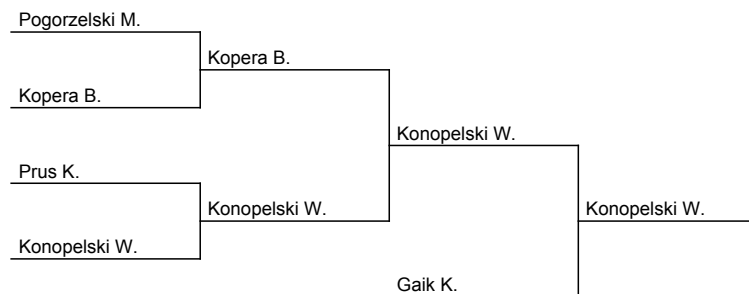 Pogorzelski M.
Kopera B.
Kopera B.
Konopelski W.
Prus K.
Konopelski W.
Konopelski W.
Konopelski W.
Gaik K.